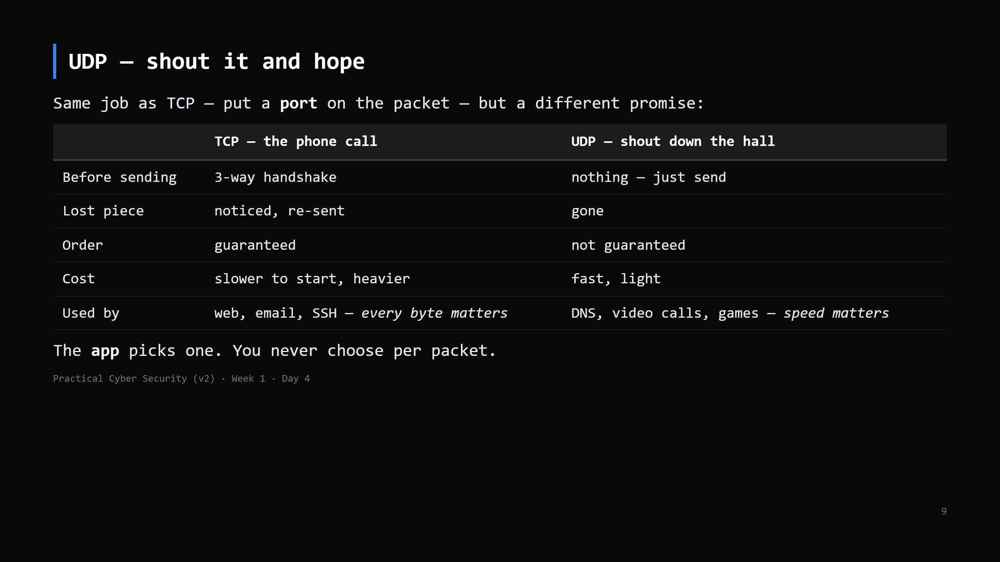 UDP — shout it and hope
Same job as TCP — put a port on the packet — but a different promise:
TCP — the phone call UDP — shout down the hall
Before sending 3-way handshake nothing — just send
Lost piece noticed, re-sent gone
Order guaranteed not guaranteed
Cost slower to start, heavier fast, light
Used by web, email, SSH — every byte matters DNS, video calls, games — speed matters
The app picks one. You never choose per packet.
Practical Cyber Security (v2) · Week 1 · Day 4
9